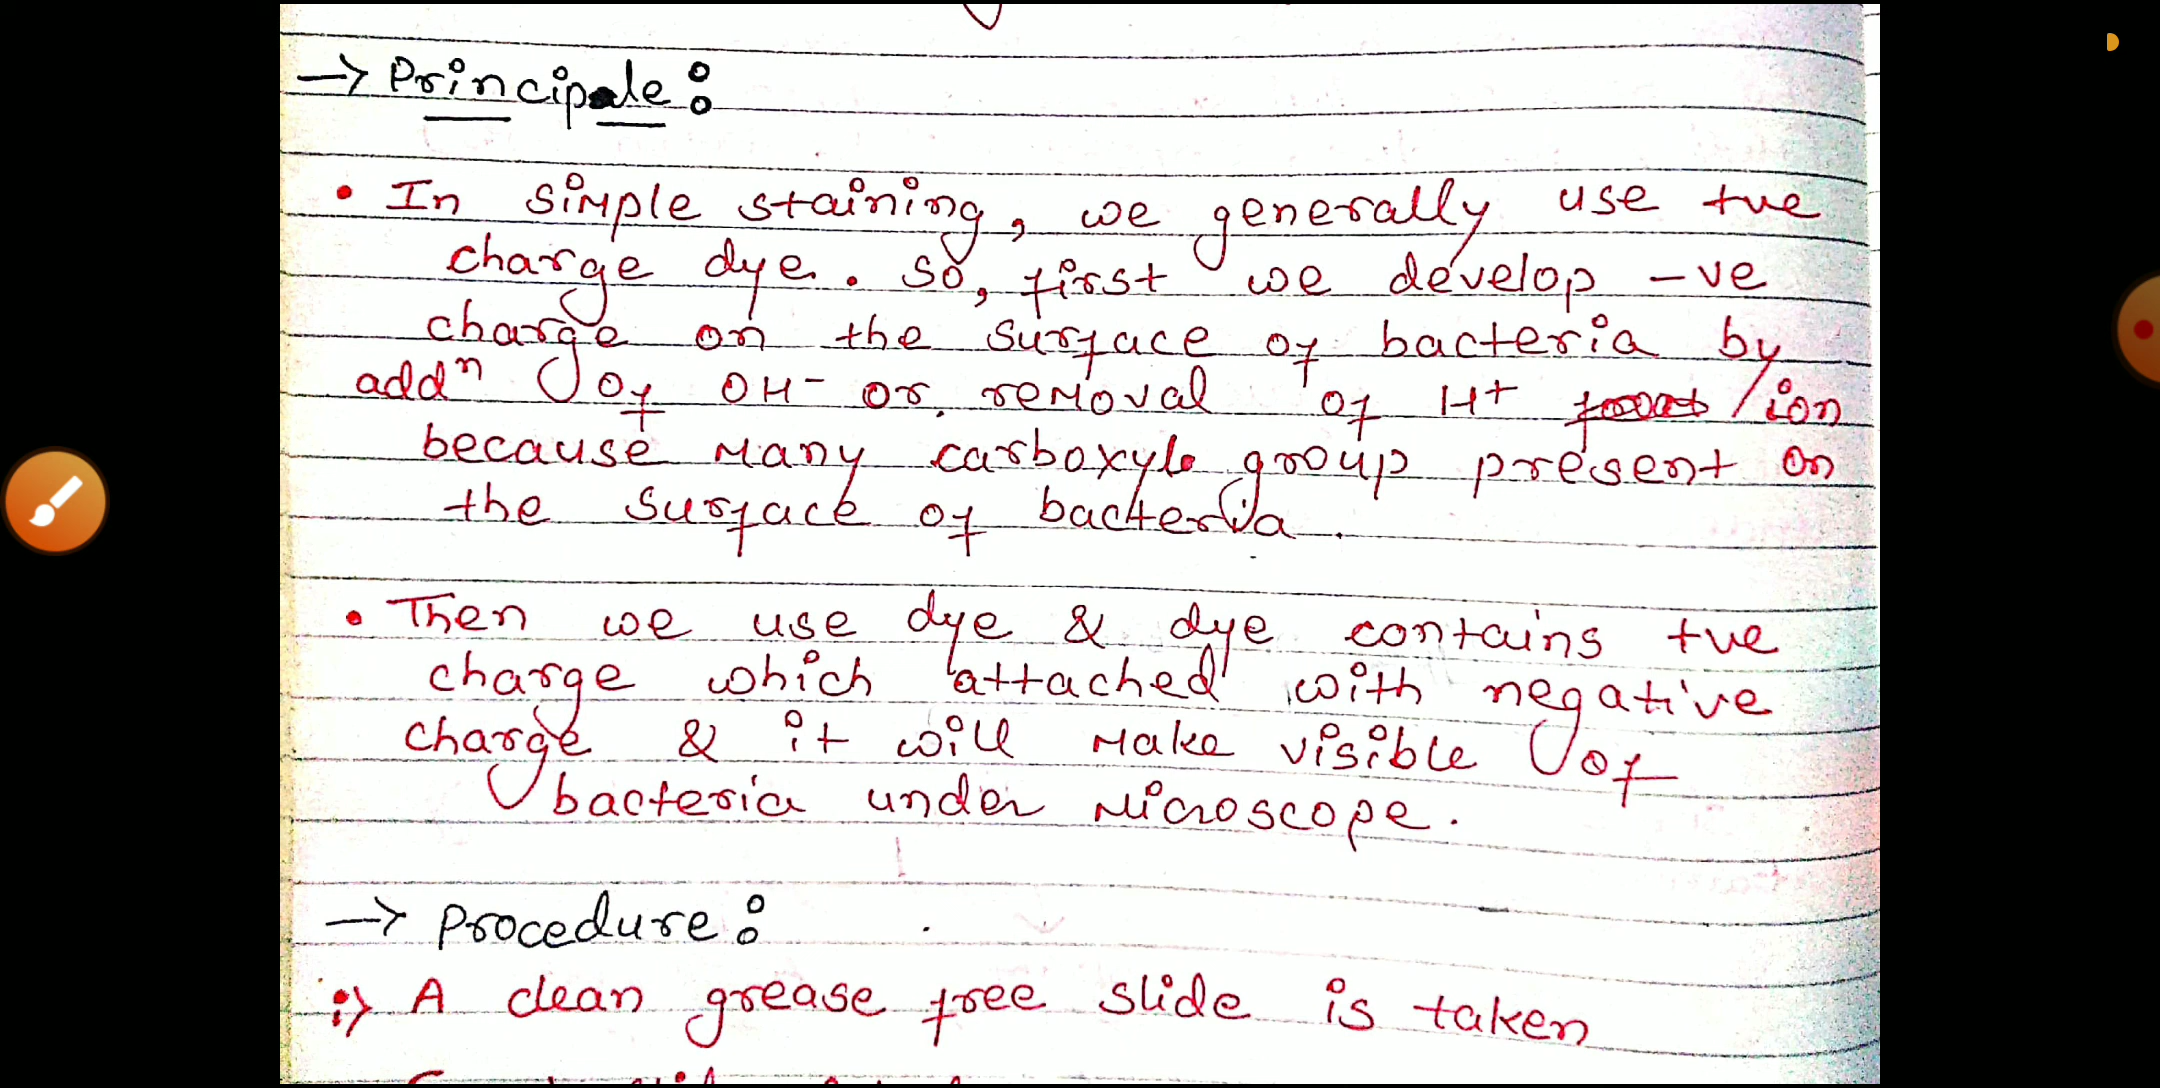 → Principle :
• In simple staining, we generally use +ve
charge dye. So, first we develop -ve
charge on the surface of bacteria by
addⁿ of OH- or removal of H+ /ion
because many carboxyl group present on
the surface of bacteria.
• Then we use dye & dye contains +ve
charge which attached with negative
charge & it will make visible of
bacteria under microscope.
→ Procedure :
i) A clean grease free slide is taken